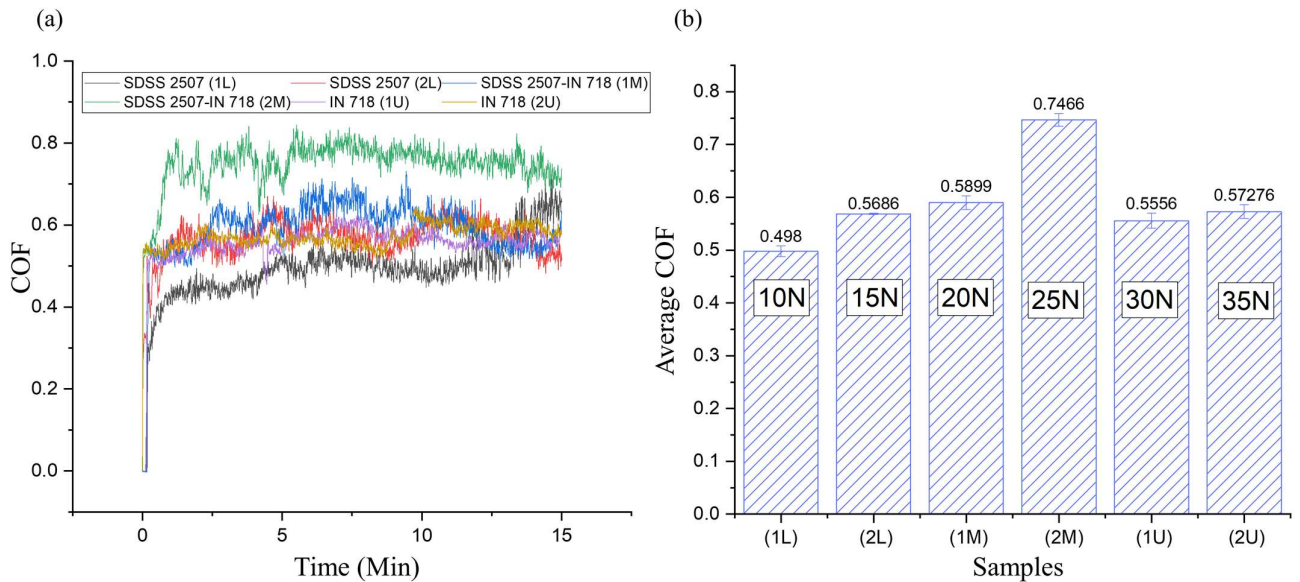 (a)
1.0
0.8
0.6
0.4
0.2
0.0
COF
SDSS 2507 (1L) SDSS 2507 (2L) SDSS 2507-IN 718 (1M)
SDSS 2507-IN 718 (2M) IN 718 (1U) IN 718 (2U)
0 5 10 15
Time (Min)
(b)
0.8
0.7
0.6
0.5
0.4
0.3
0.2
0.1
0.0
Average COF
0.498 0.5686 0.5899 0.7466 0.5556 0.57276
10N 15N 20N 25N 30N 35N
(1L) (2L) (1M) (2M) (1U) (2U)
Samples